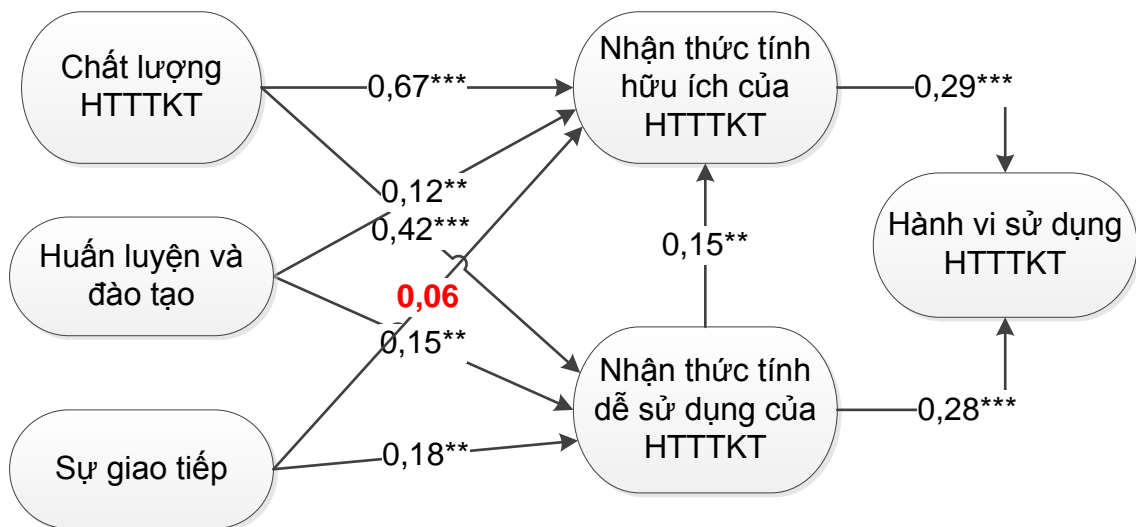 Chất lượng
HTTTKT
Huấn luyện và
đào tạo
Sự giao tiếp
0,67***
0,12**
0,42***
0,06
0,15**
0,18**
Nhận thức tính
hữu ích của
HTTTKT
0,15**
Nhận thức tính
dễ sử dụng của
HTTTKT
0,29***
Hành vi sử dụng
HTTTKT
0,28***